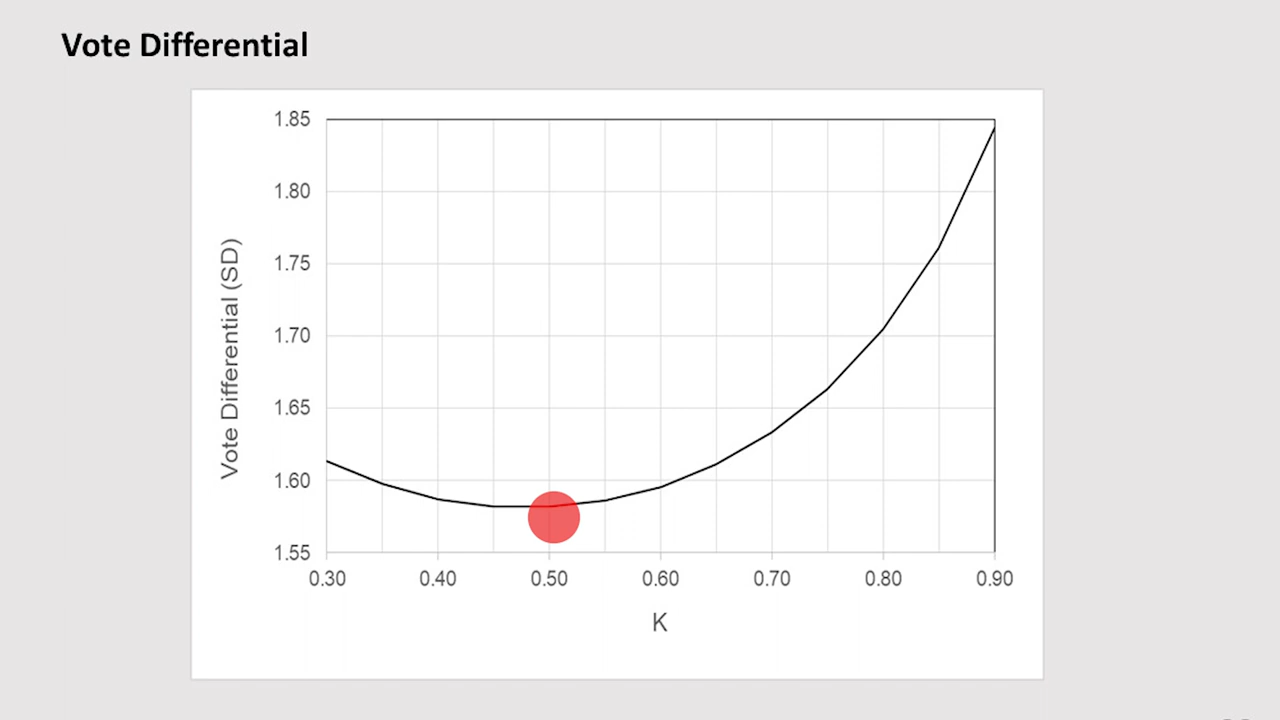 Vote Differential
1.85
1.80
1.75
1.70
1.65
1.60
1.55
Vote Differential (SD)
0.30 0.40 0.50 0.60 0.70 0.80 0.90
K